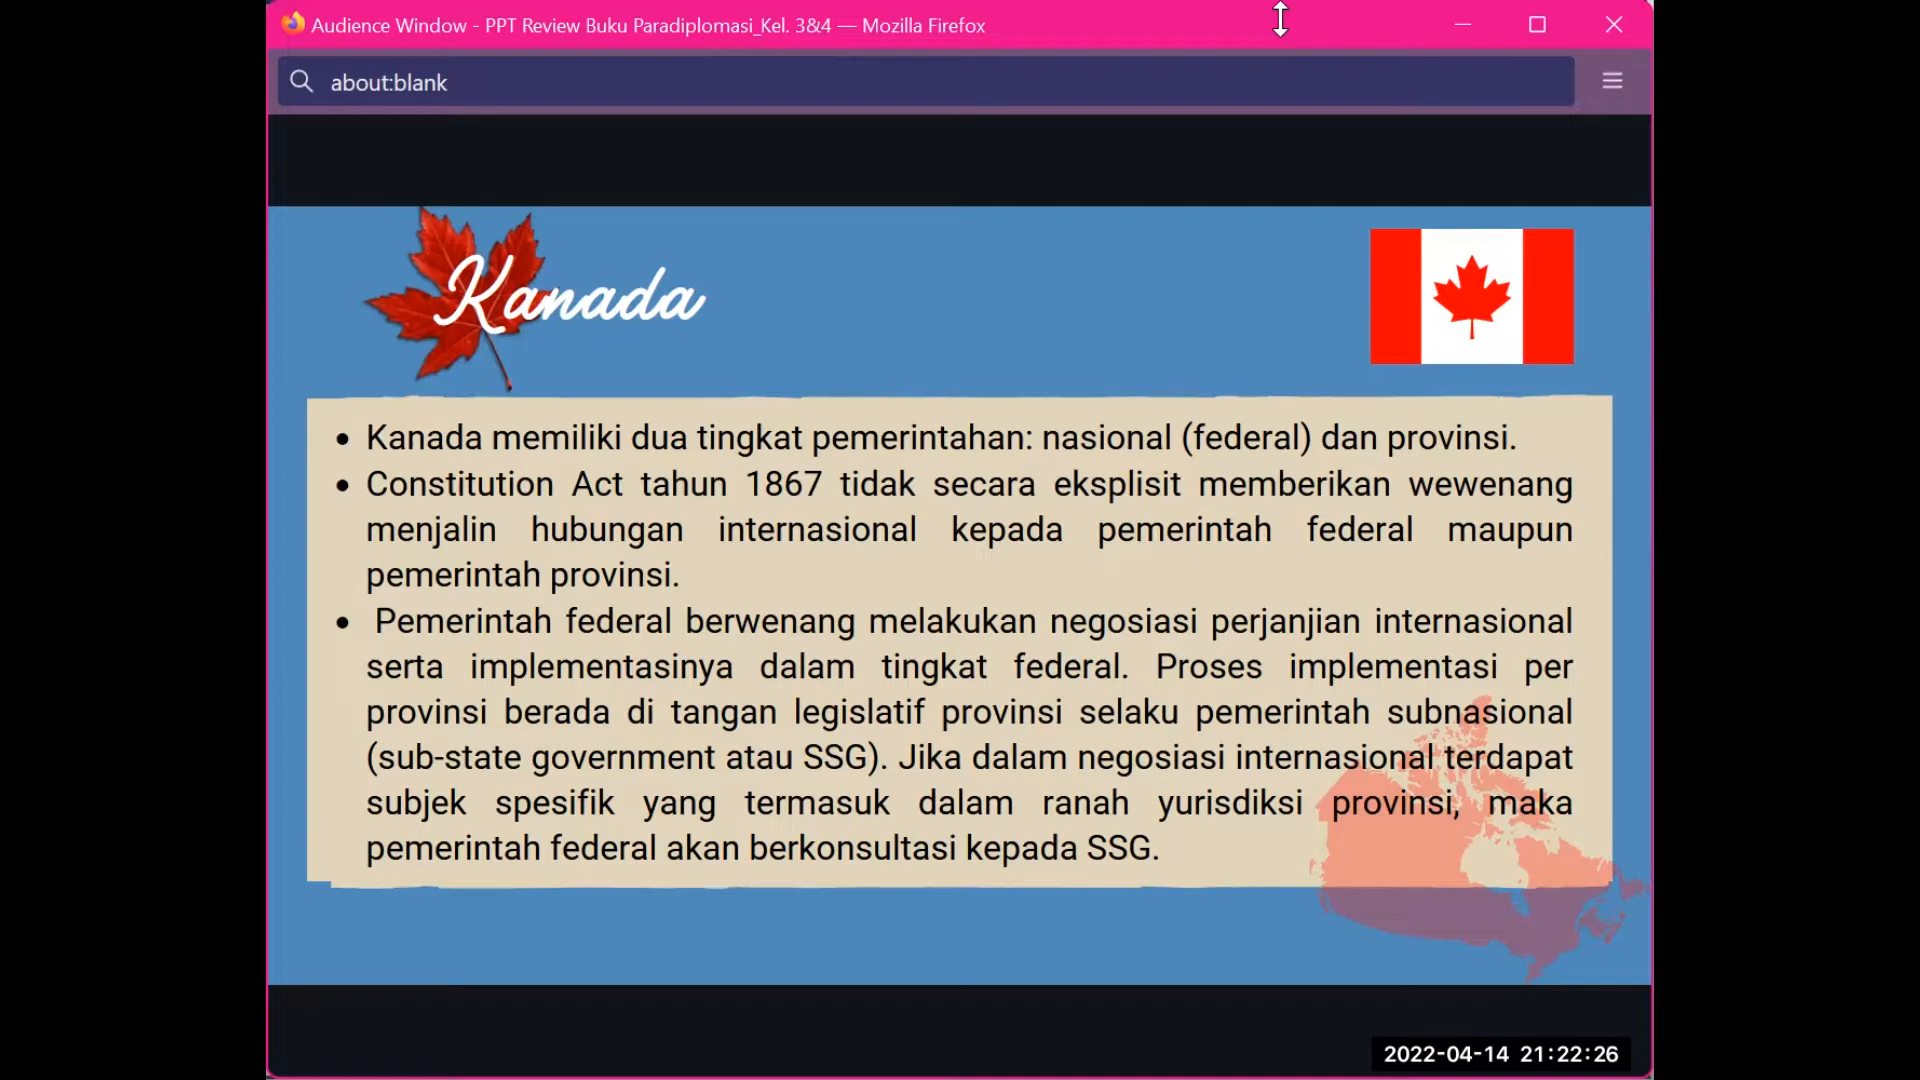 Audience Window - PPT Review Buku Paradiplomasi_Kel. 3&4 — Mozilla Firefox
about:blank
Kanada
• Kanada memiliki dua tingkat pemerintahan: nasional (federal) dan provinsi.
• Constitution Act tahun 1867 tidak secara eksplisit memberikan wewenang
menjalin hubungan internasional kepada pemerintah federal maupun
pemerintah provinsi.
• Pemerintah federal berwenang melakukan negosiasi perjanjian internasional
serta implementasinya dalam tingkat federal. Proses implementasi per
provinsi berada di tangan legislatif provinsi selaku pemerintah subnasional
(sub-state government atau SSG). Jika dalam negosiasi internasional terdapat
subjek spesifik yang termasuk dalam ranah yurisdiksi provinsi, maka
pemerintah federal akan berkonsultasi kepada SSG.
2022-04-14 21:22:26